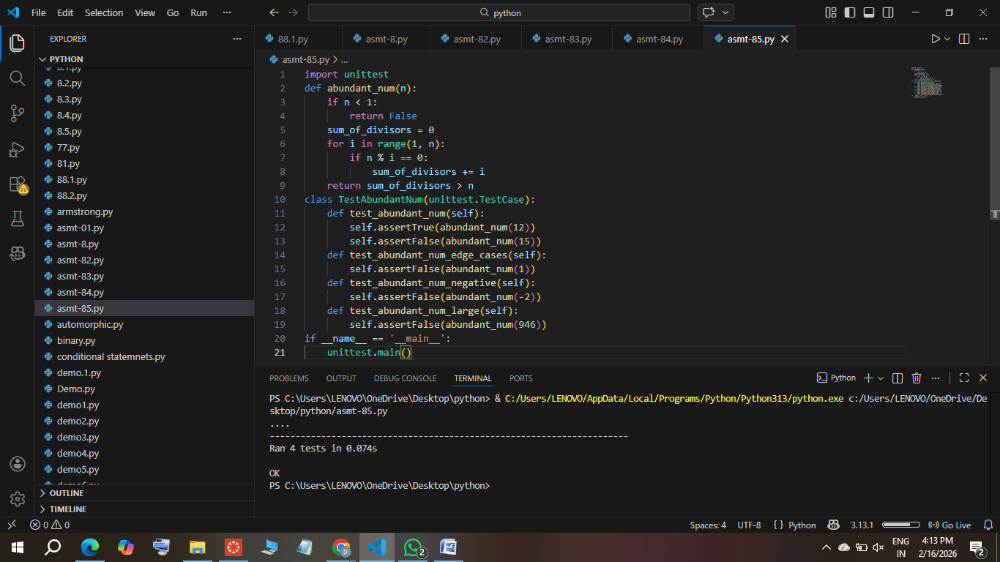 File Edit Selection View Go Run ···
python
EXPLORER ···
PYTHON
8.1.py
8.2.py
8.3.py
8.4.py
8.5.py
77.py
81.py
88.1.py
88.2.py
armstrong.py
asmt-01.py
asmt-8.py
asmt-82.py
asmt-83.py
asmt-84.py
asmt-85.py
automorphic.py
binary.py
conditional statemnets.py
demo.1.py
Demo.py
demo1.py
demo2.py
demo3.py
demo4.py
demo5.py
demo6.py
OUTLINE
TIMELINE
88.1.py asmt-8.py asmt-82.py asmt-83.py asmt-84.py asmt-85.py
asmt-85.py > ...
1 import unittest
2 def abundant_num(n):
3 if n < 1:
4 return False
5 sum_of_divisors = 0
6 for i in range(1, n):
7 if n % i == 0:
8 sum_of_divisors += i
9 return sum_of_divisors > n
10 class TestAbundantNum(unittest.TestCase):
11 def test_abundant_num(self):
12 self.assertTrue(abundant_num(12))
13 self.assertFalse(abundant_num(15))
14 def test_abundant_num_edge_cases(self):
15 self.assertFalse(abundant_num(1))
16 def test_abundant_num_negative(self):
17 self.assertFalse(abundant_num(-2))
18 def test_abundant_num_large(self):
19 self.assertFalse(abundant_num(946))
20 if __name__ == '__main__':
21 unittest.main()
PROBLEMS OUTPUT DEBUG CONSOLE TERMINAL PORTS Python
PS C:\Users\LENOVO\OneDrive\Desktop\python> & C:/Users/LENOVO/AppData/Local/Programs/Python/Python313/python.exe c:/Users/LENOVO/OneDrive/De
sktop/python/asmt-85.py
....
----------------------------------------------------------------------
Ran 4 tests in 0.074s
OK
PS C:\Users\LENOVO\OneDrive\Desktop\python>
0 0 Spaces: 4 UTF-8 { } Python 3.13.1 Go Live
D 2 ENG 4:13 PM
IN 2/16/2026 2